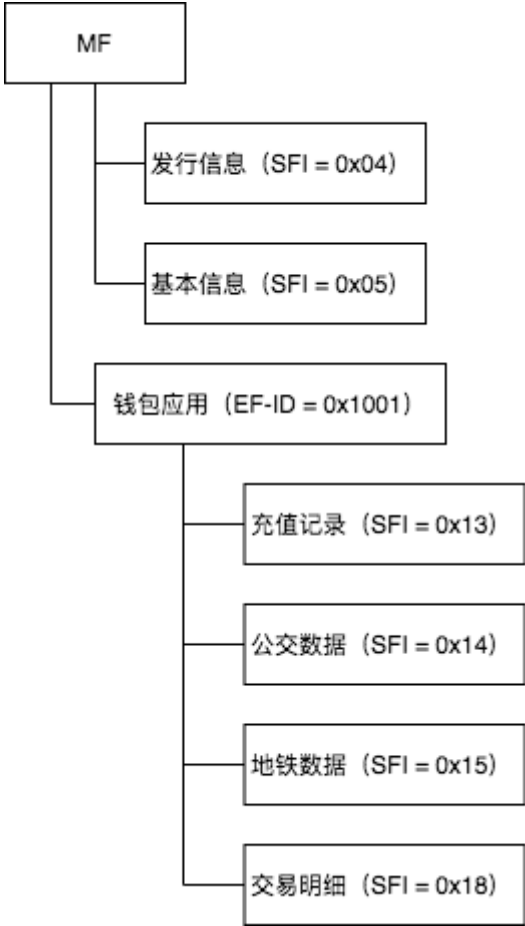 MF
发行信息（SFI = 0x04）
基本信息（SFI = 0x05）
钱包应用（EF-ID = 0x1001）
充值记录（SFI = 0x13）
公交数据（SFI = 0x14）
地铁数据（SFI = 0x15）
交易明细（SFI = 0x18）